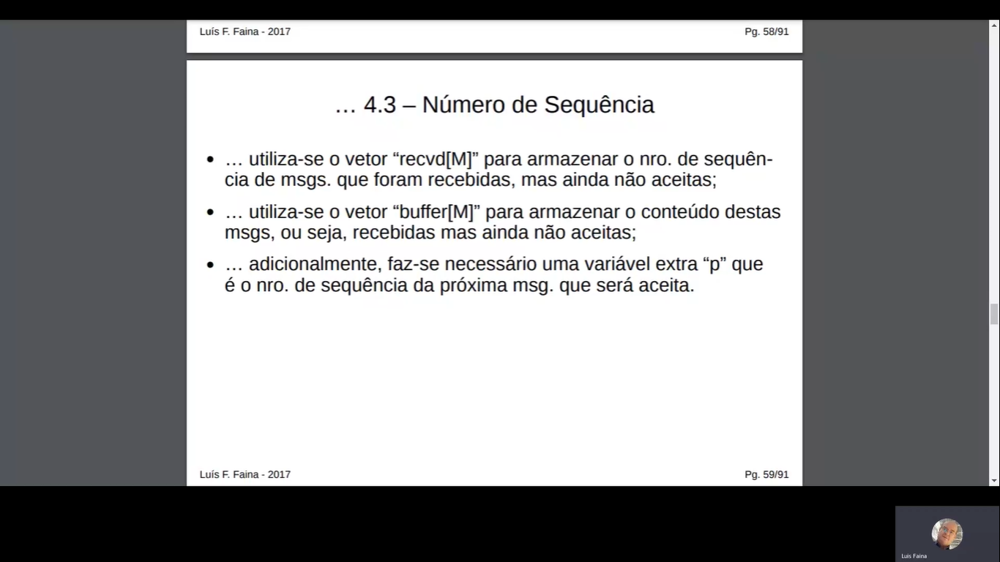 Luís F. Faina - 2017 Pg. 58/91
… 4.3 – Número de Sequência
• … utiliza-se o vetor “recvd[M]” para armazenar o nro. de sequên-
cia de msgs. que foram recebidas, mas ainda não aceitas;
• … utiliza-se o vetor “buffer[M]” para armazenar o conteúdo destas
msgs, ou seja, recebidas mas ainda não aceitas;
• … adicionalmente, faz-se necessário uma variável extra “p” que
é o nro. de sequência da próxima msg. que será aceita.
Luís F. Faina - 2017 Pg. 59/91
Luis Faina